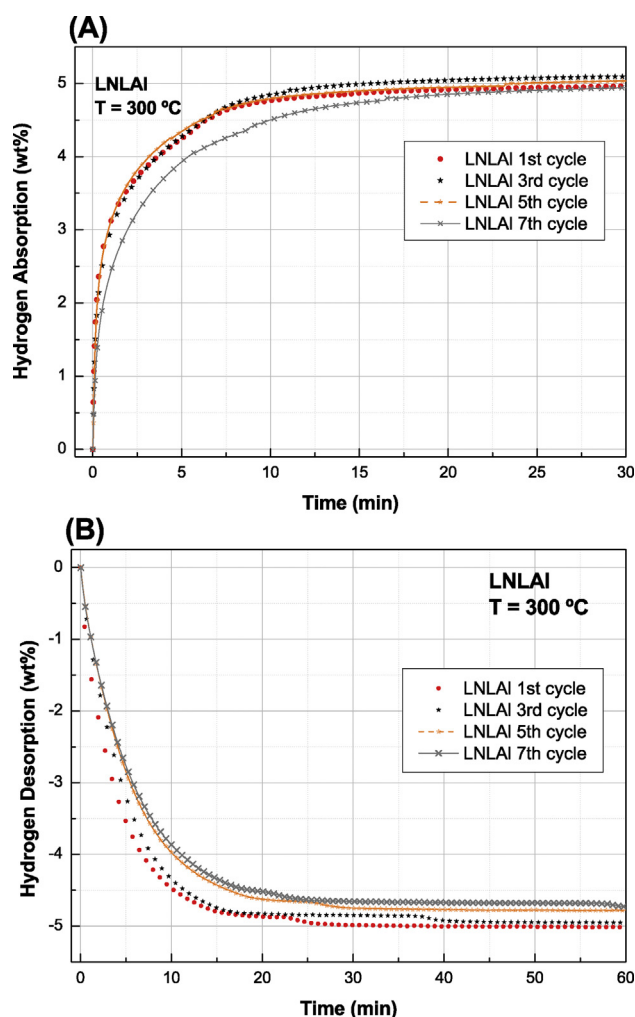 (A)
LNLAl
T = 300 ºC
LNLAl 1st cycle
LNLAl 3rd cycle
LNLAl 5th cycle
LNLAl 7th cycle
Hydrogen Absorption (wt%)
5
4
3
2
1
0
0 5 10 15 20 25 30
Time (min)
(B)
LNLAl
T = 300 ºC
LNLAl 1st cycle
LNLAl 3rd cycle
LNLAl 5th cycle
LNLAl 7th cycle
Hydrogen Desorption (wt%)
0
-1
-2
-3
-4
-5
0 10 20 30 40 50 60
Time (min)